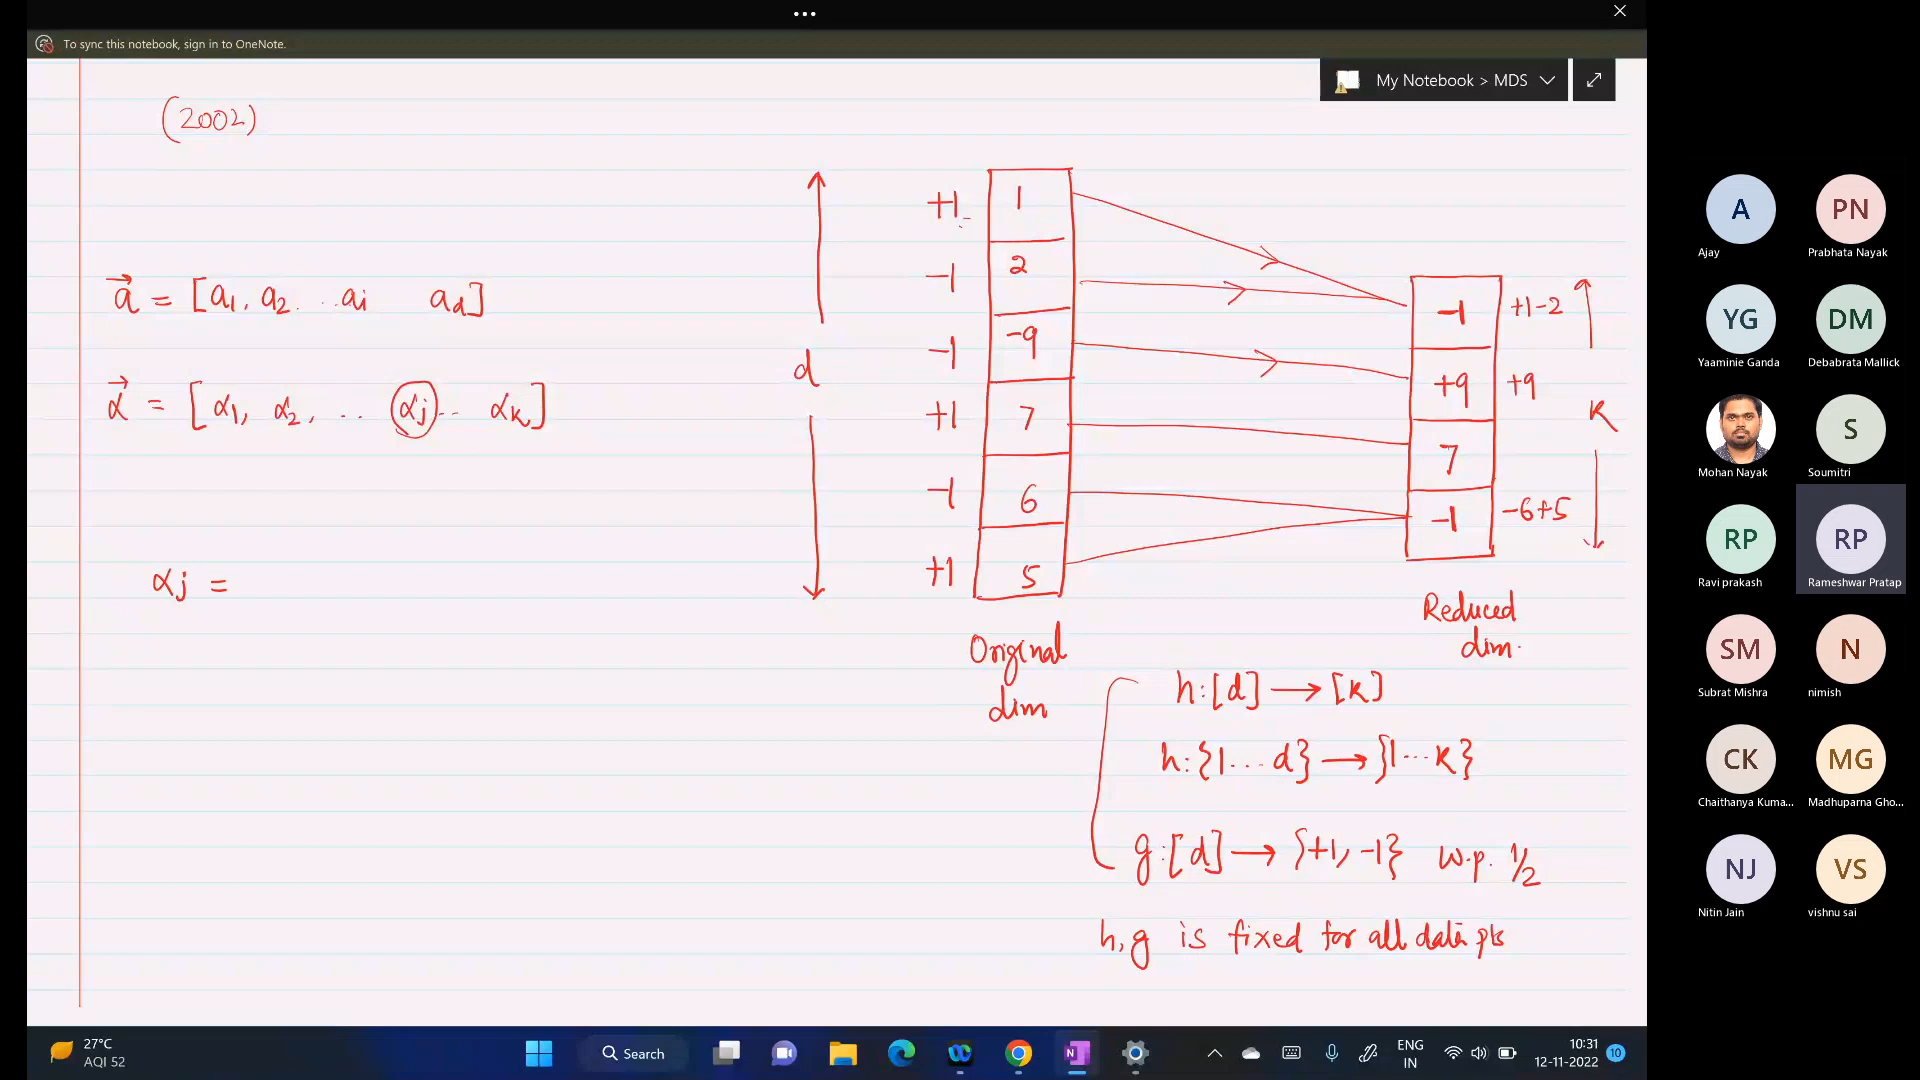 To sync this notebook, sign in to OneNote.
My Notebook > MDS
(2002)
a = [a1, a2. .. ai ad]
α = [α1, α2, .. αj .. αk]
αj =
d
+1 1
-1 2
-1 -9
+1 7
-1 6
+1 5
Original
dim
-1 +1-2
+9 +9
7
-1 -6+5
K
Reduced
dim.
h:[d] → [K]
h:{1...d} → {1...K}
g:[d] → {+1, -1} w.p. 1/2
h,g is fixed for all data pts
A PN
Ajay Prabhata Nayak
YG DM
Yaaminie Ganda Debabrata Mallick
S
Mohan Nayak Soumitri
RP RP
Ravi prakash Rameshwar Pratap
SM N
Subrat Mishra nimish
CK MG
Chaithanya Kuma... Madhuparna Gho...
NJ VS
Nitin Jain vishnu sai
27°C
AQI 52
Search
ENG
IN
10:31
12-11-2022
10